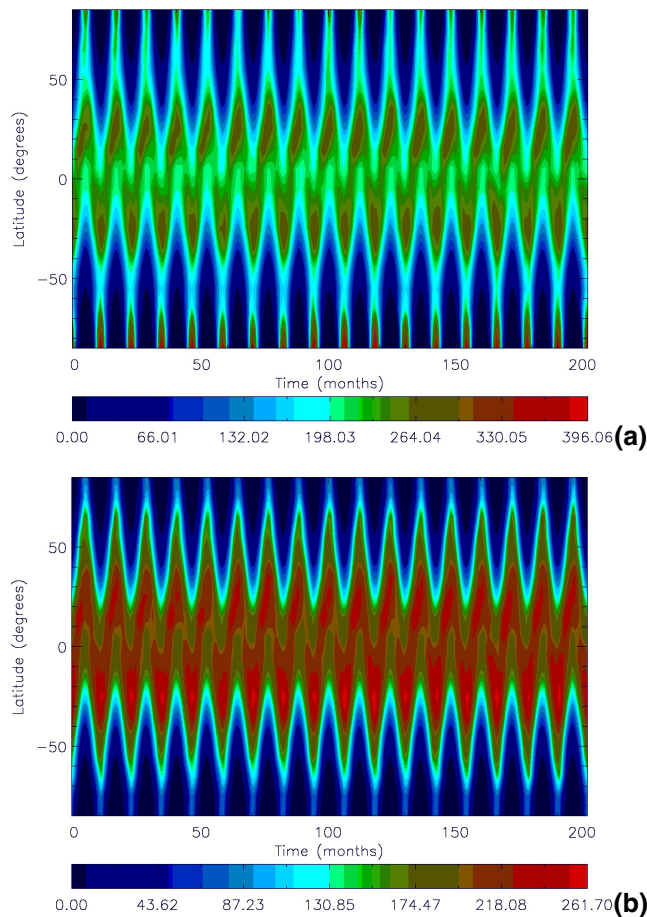 50
0
−50
Latitude (degrees)
0 50 100 150 200
Time (months)
0.00 66.01 132.02 198.03 264.04 330.05 396.06 (a)
50
0
−50
Latitude (degrees)
0 50 100 150 200
Time (months)
0.00 43.62 87.23 130.85 174.47 218.08 261.70 (b)